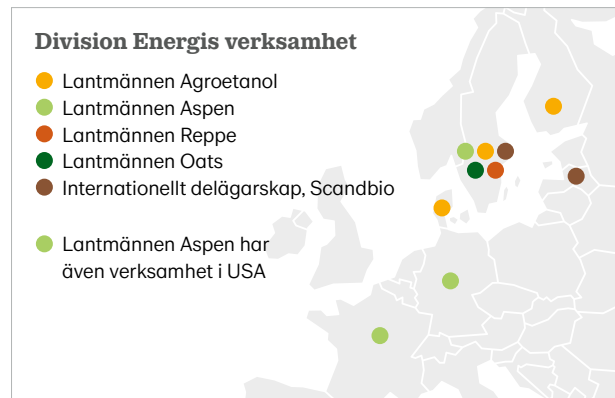 Division Energis verksamhet
Lantmännen Agroetanol
Lantmännen Aspen
Lantmännen Reppe
Lantmännen Oats
Internationellt delägarskap, Scandbio
Lantmännen Aspen har
även verksamhet i USA